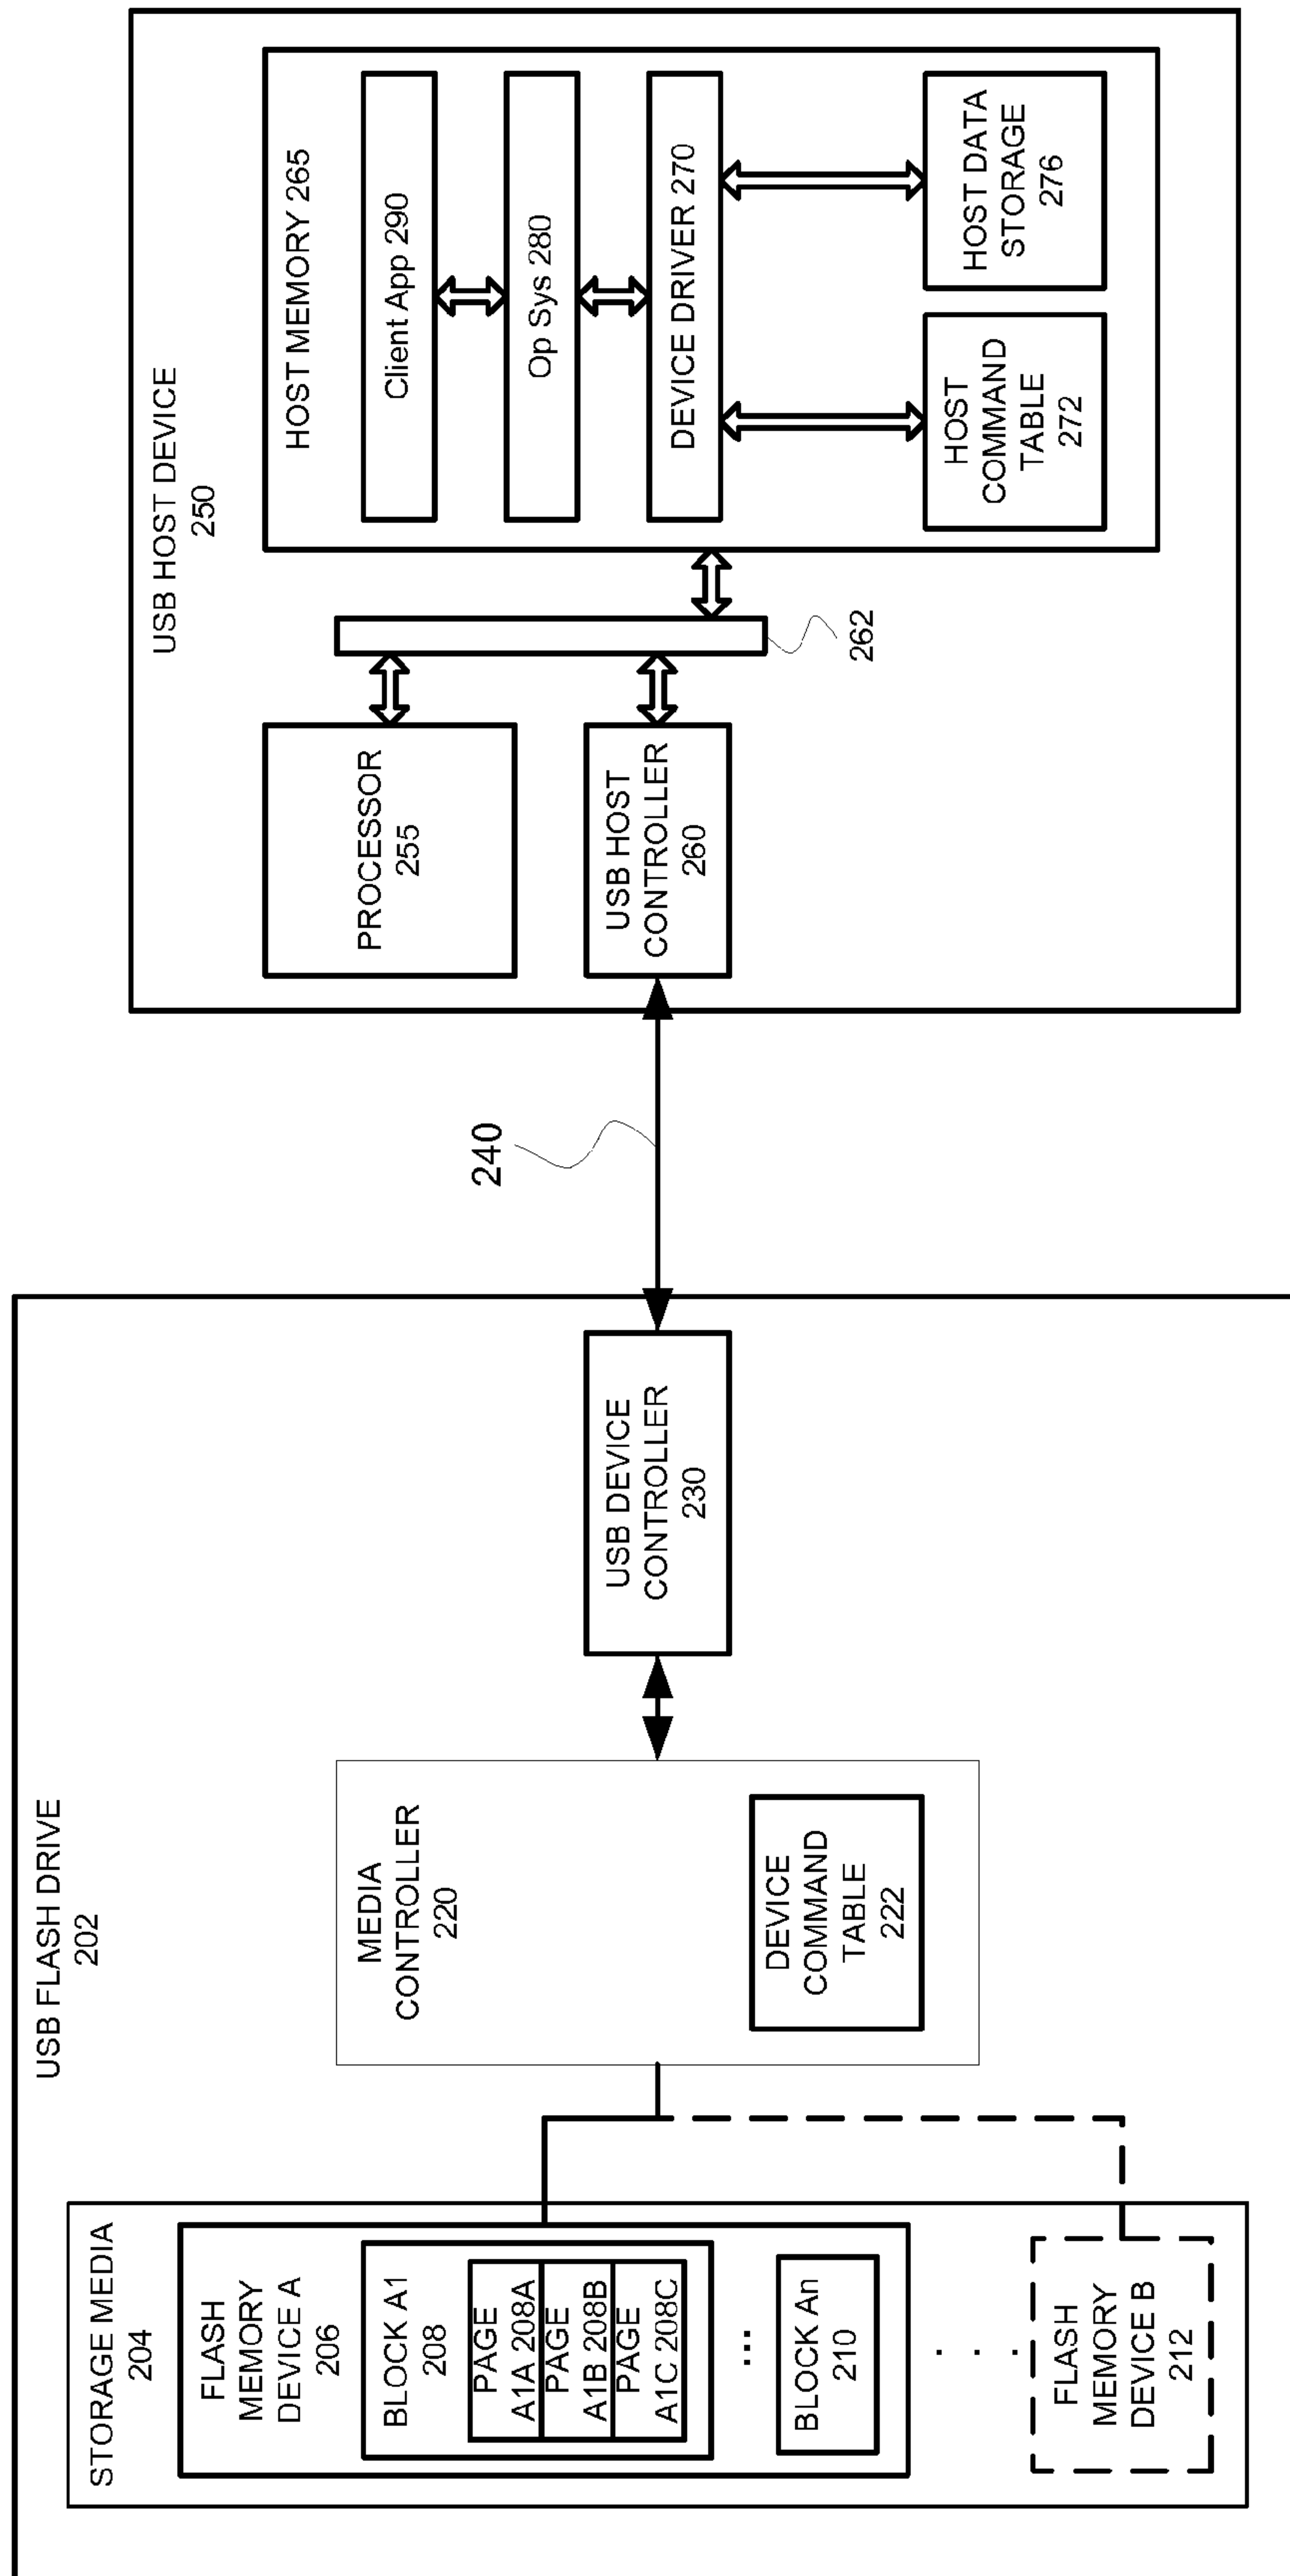 USB FLASH DRIVE
202
STORAGE MEDIA
204
FLASH
MEMORY
DEVICE A
206
BLOCK A1
208
PAGE
A1A 208A
PAGE
A1B 208B
PAGE
A1C 208C
...
BLOCK An
210
. . .
FLASH
MEMORY
DEVICE B
212
MEDIA
CONTROLLER
220
DEVICE
COMMAND
TABLE
222
USB DEVICE
CONTROLLER
230
240
USB HOST DEVICE
250
PROCESSOR
255
USB HOST
CONTROLLER
260
262
HOST MEMORY 265
Client App 290
Op Sys 280
DEVICE DRIVER 270
HOST
COMMAND
TABLE
272
HOST DATA
STORAGE
276